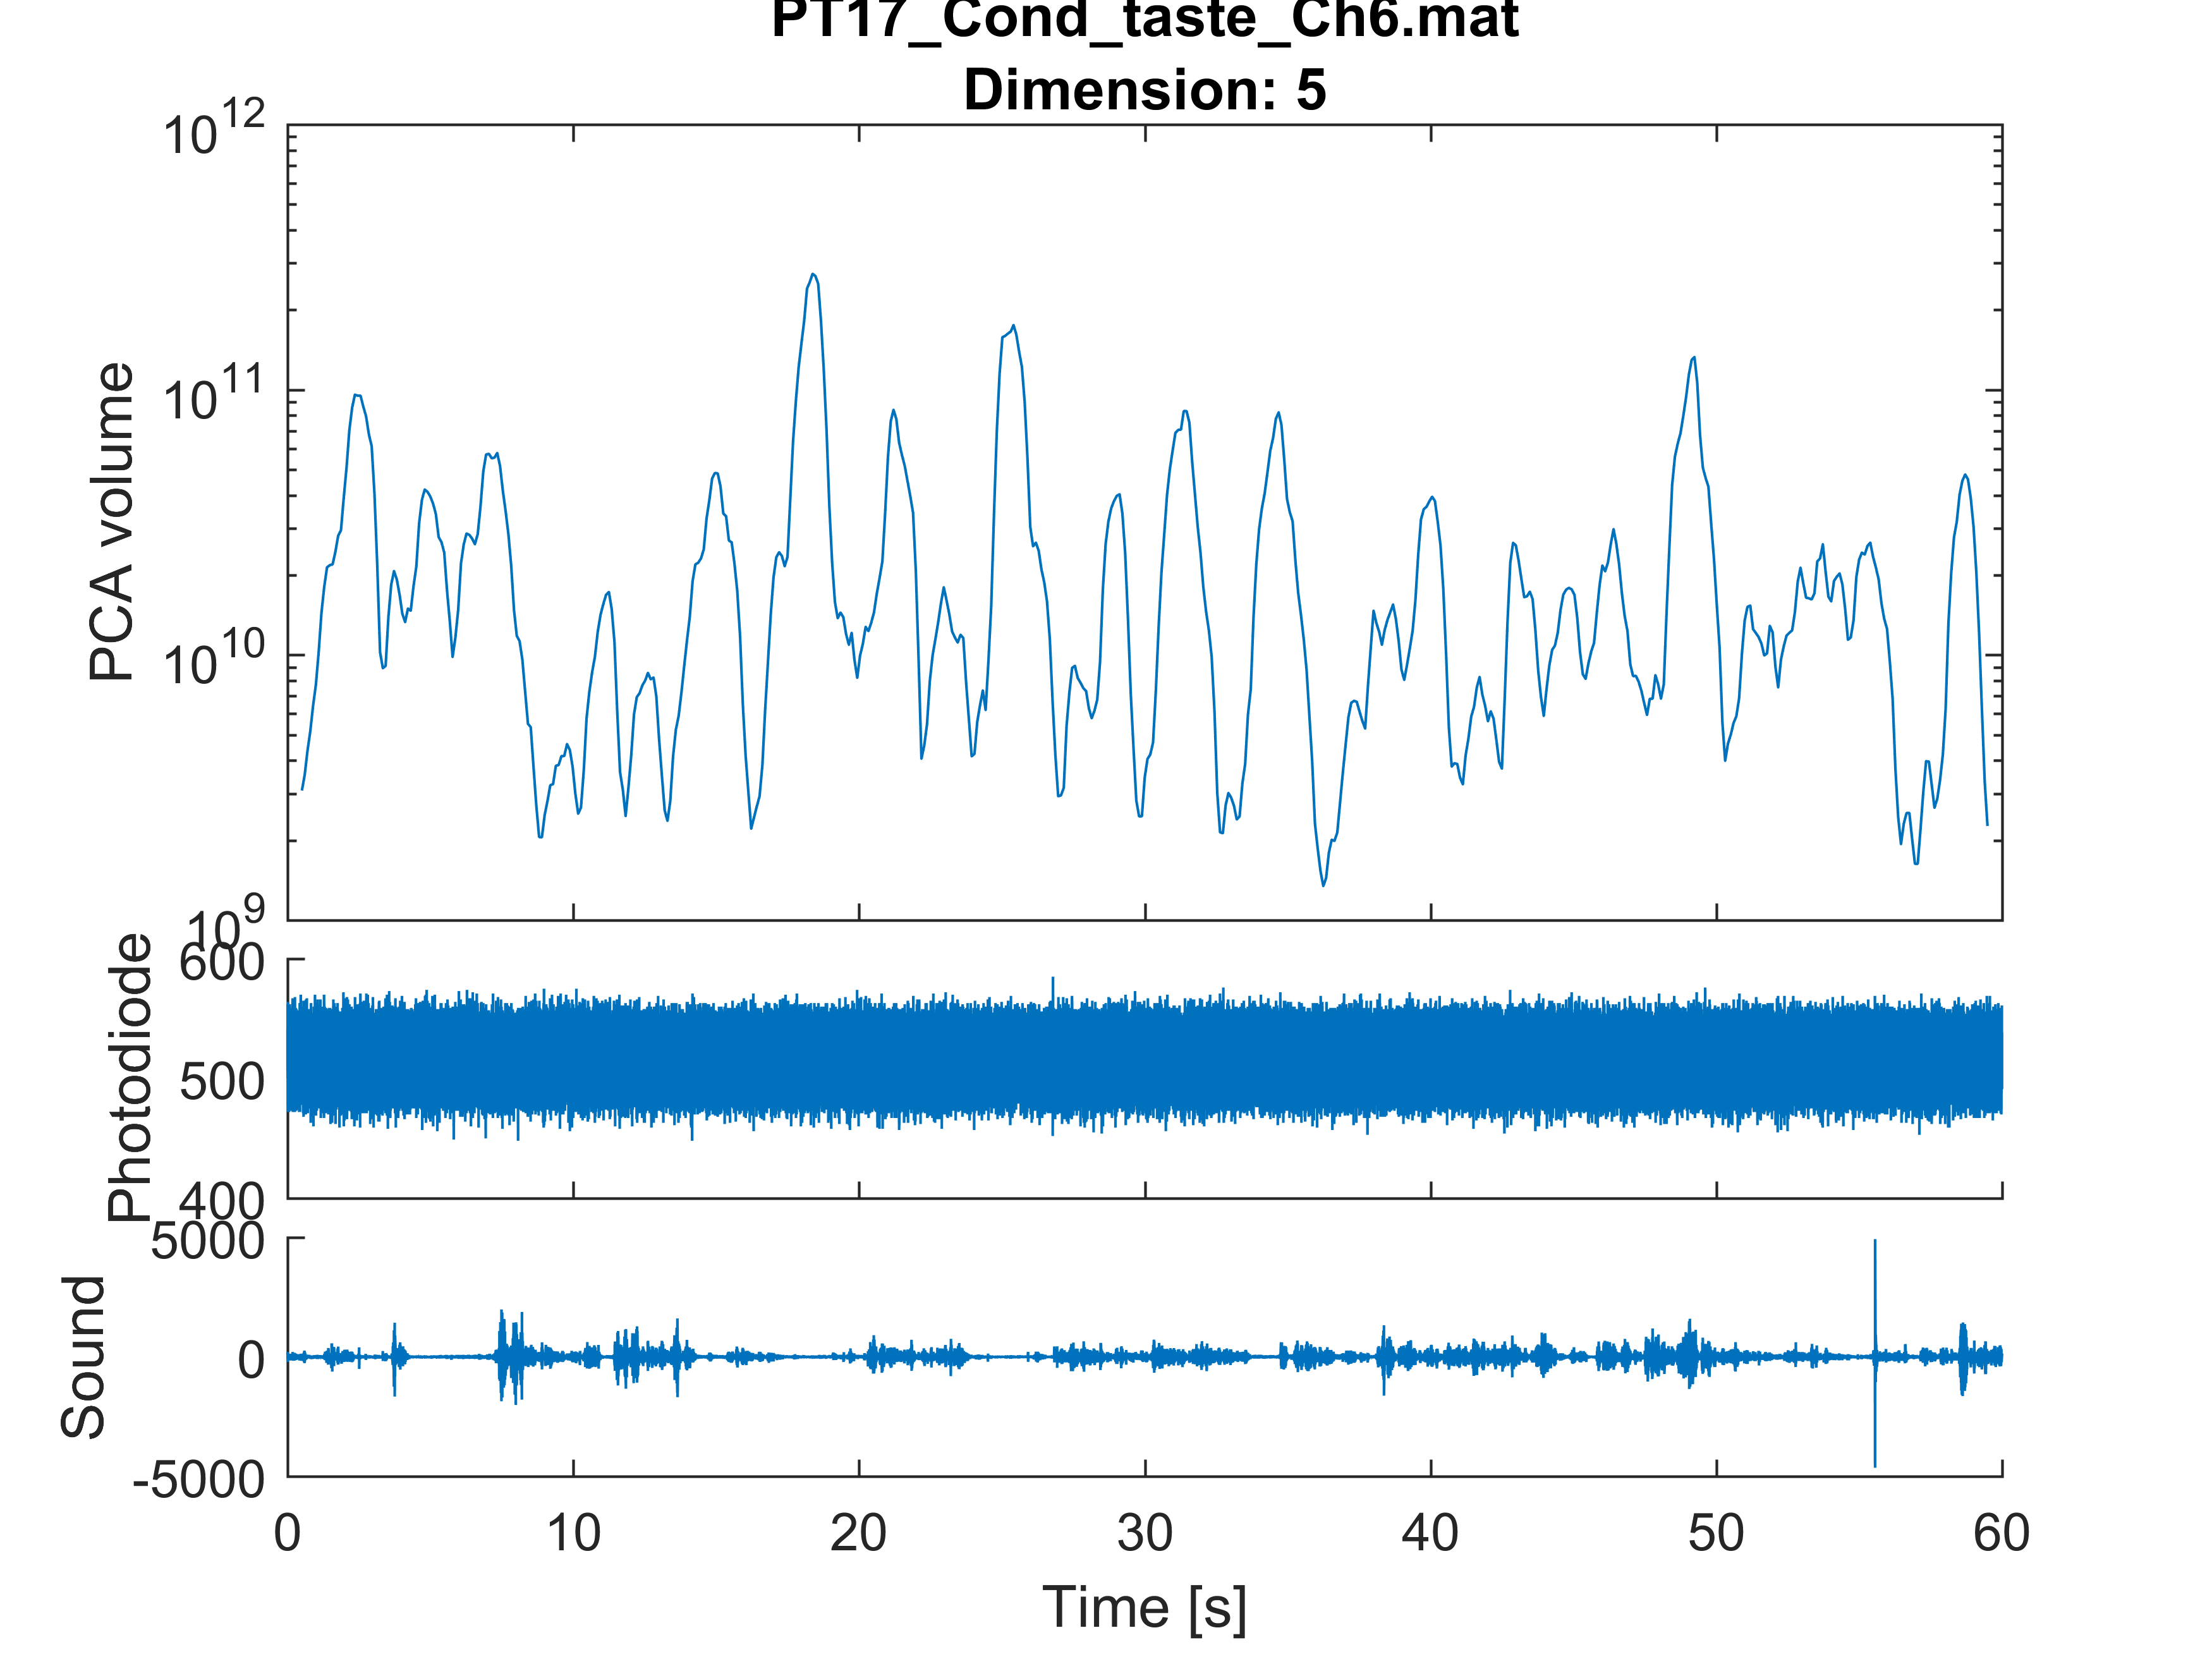 PT17_Cond_taste_Ch6.mat
Dimension: 5
10^12
10^11
10^10
10^9
PCA volume
600
500
400
Photodiode
5000
0
-5000
Sound
0 10 20 30 40 50 60
Time [s]